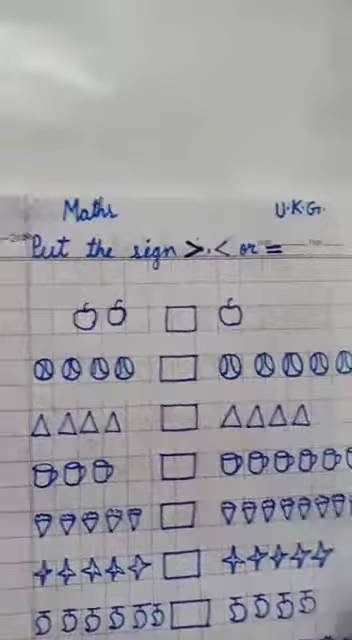 Maths
U.K.G.
Put the sign >.< or =